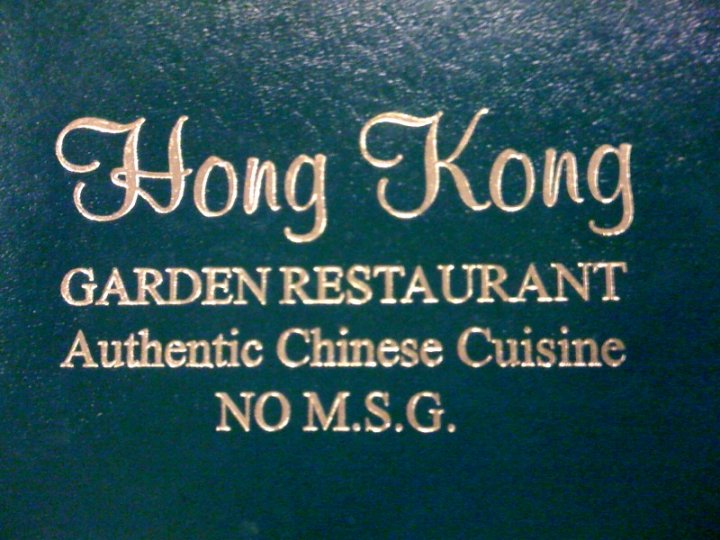 Hong Kong
GARDEN RESTAURANT
Authentic Chinese Cuisine
NO M.S.G.